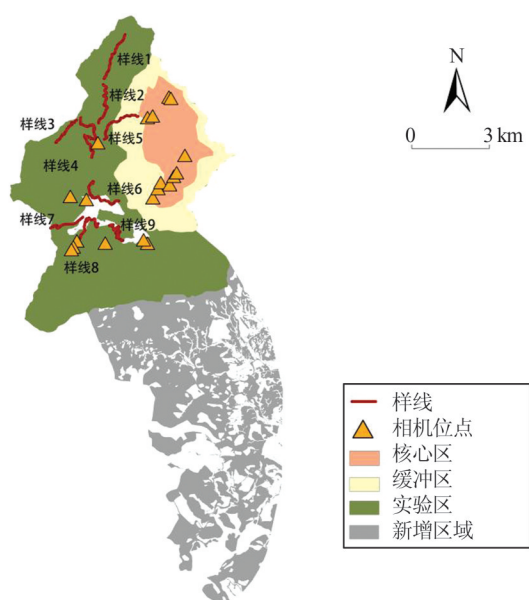 样线1
N
样线2
样线3
样线5
0 3 km
样线4
样线6
样线7
样线9
样线8
样线
相机位点
核心区
缓冲区
实验区
新增区域